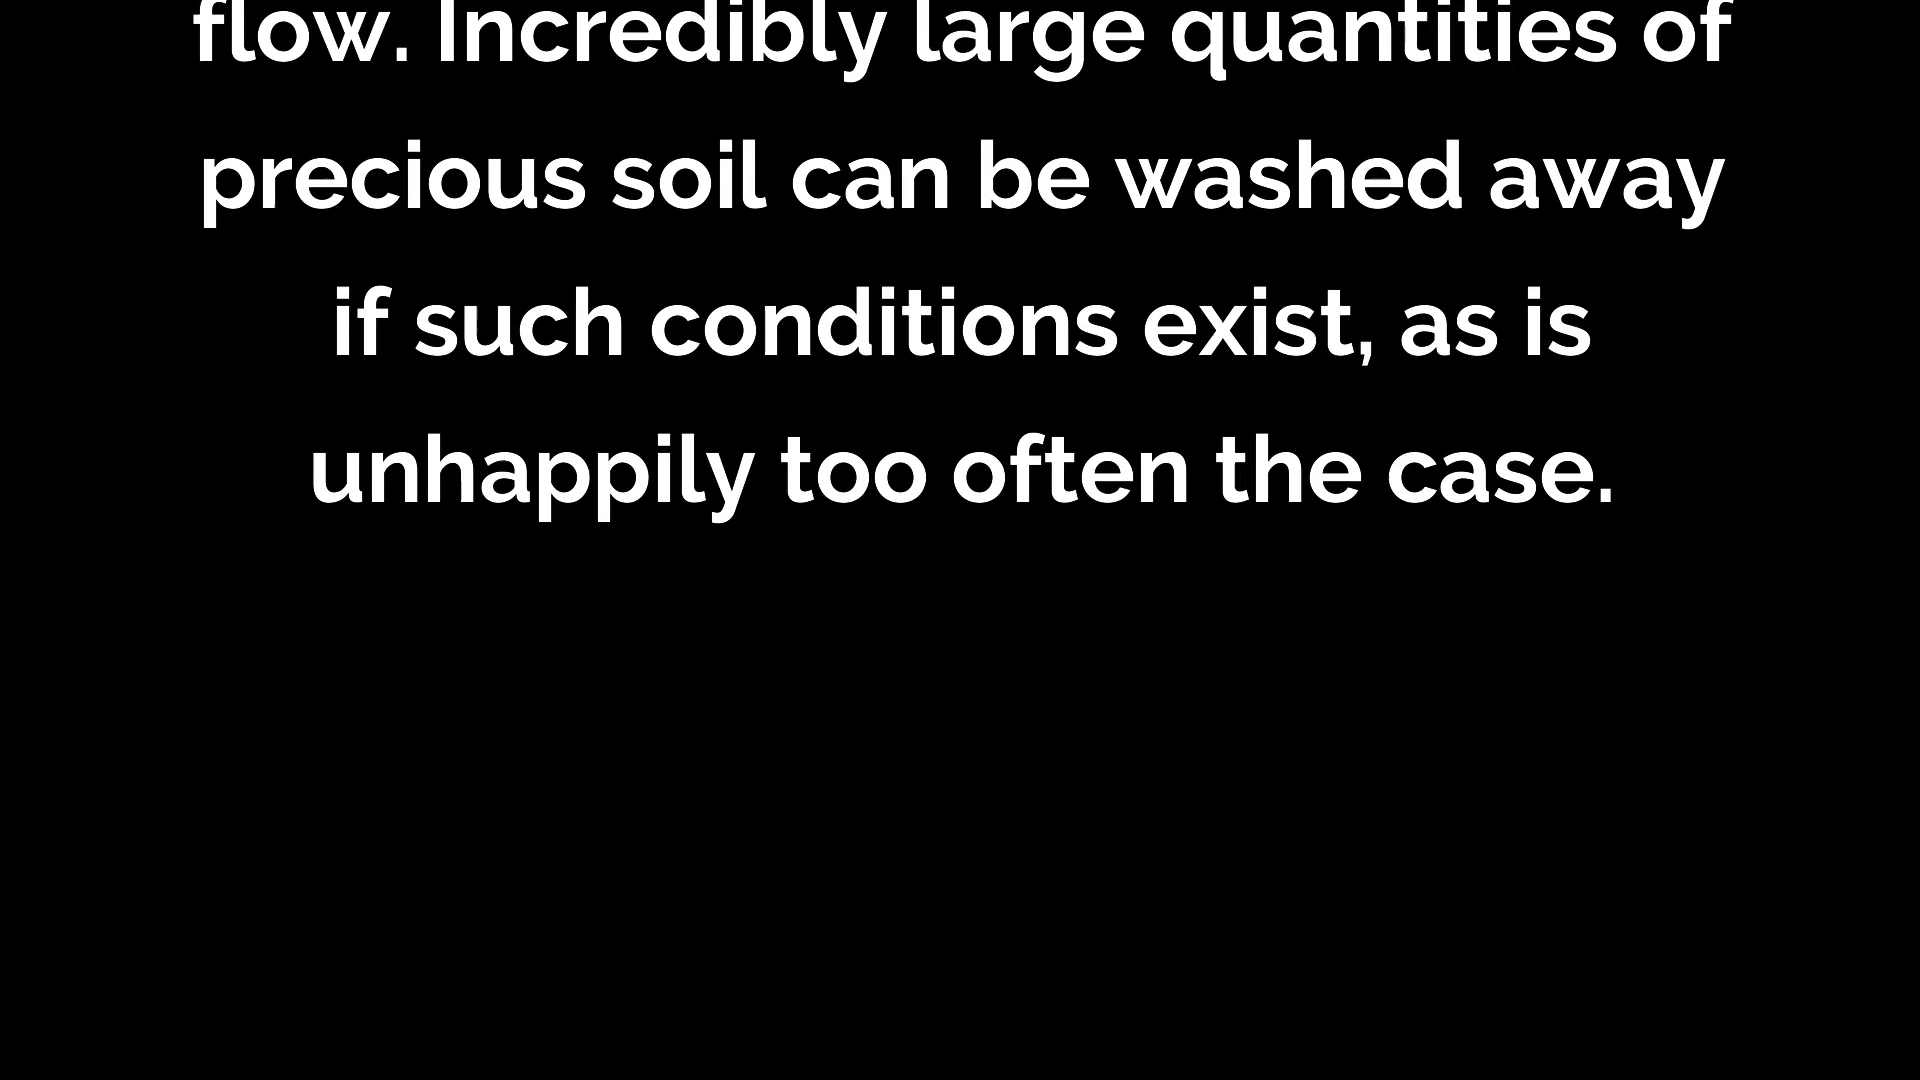 flow. Incredibly large quantities of
precious soil can be washed away
if such conditions exist, as is
unhappily too often the case.